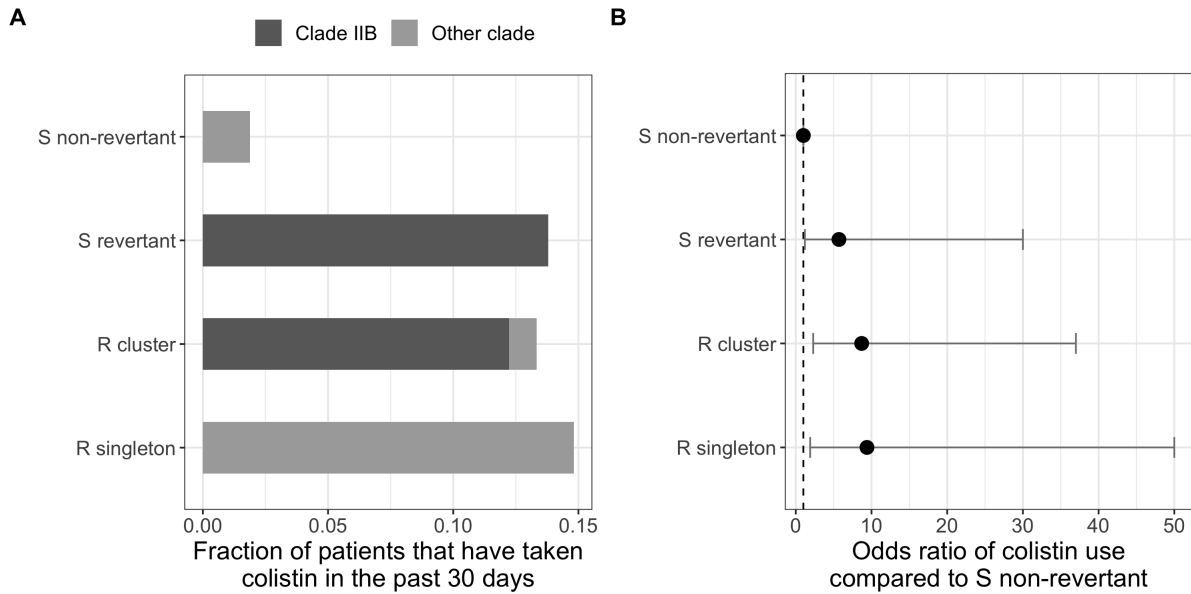 A
Clade IIB Other clade
S non-revertant
S revertant
R cluster
R singleton
0.00 0.05 0.10 0.15
Fraction of patients that have taken
colistin in the past 30 days
B
S non-revertant
S revertant
R cluster
R singleton
0 10 20 30 40 50
Odds ratio of colistin use
compared to S non-revertant